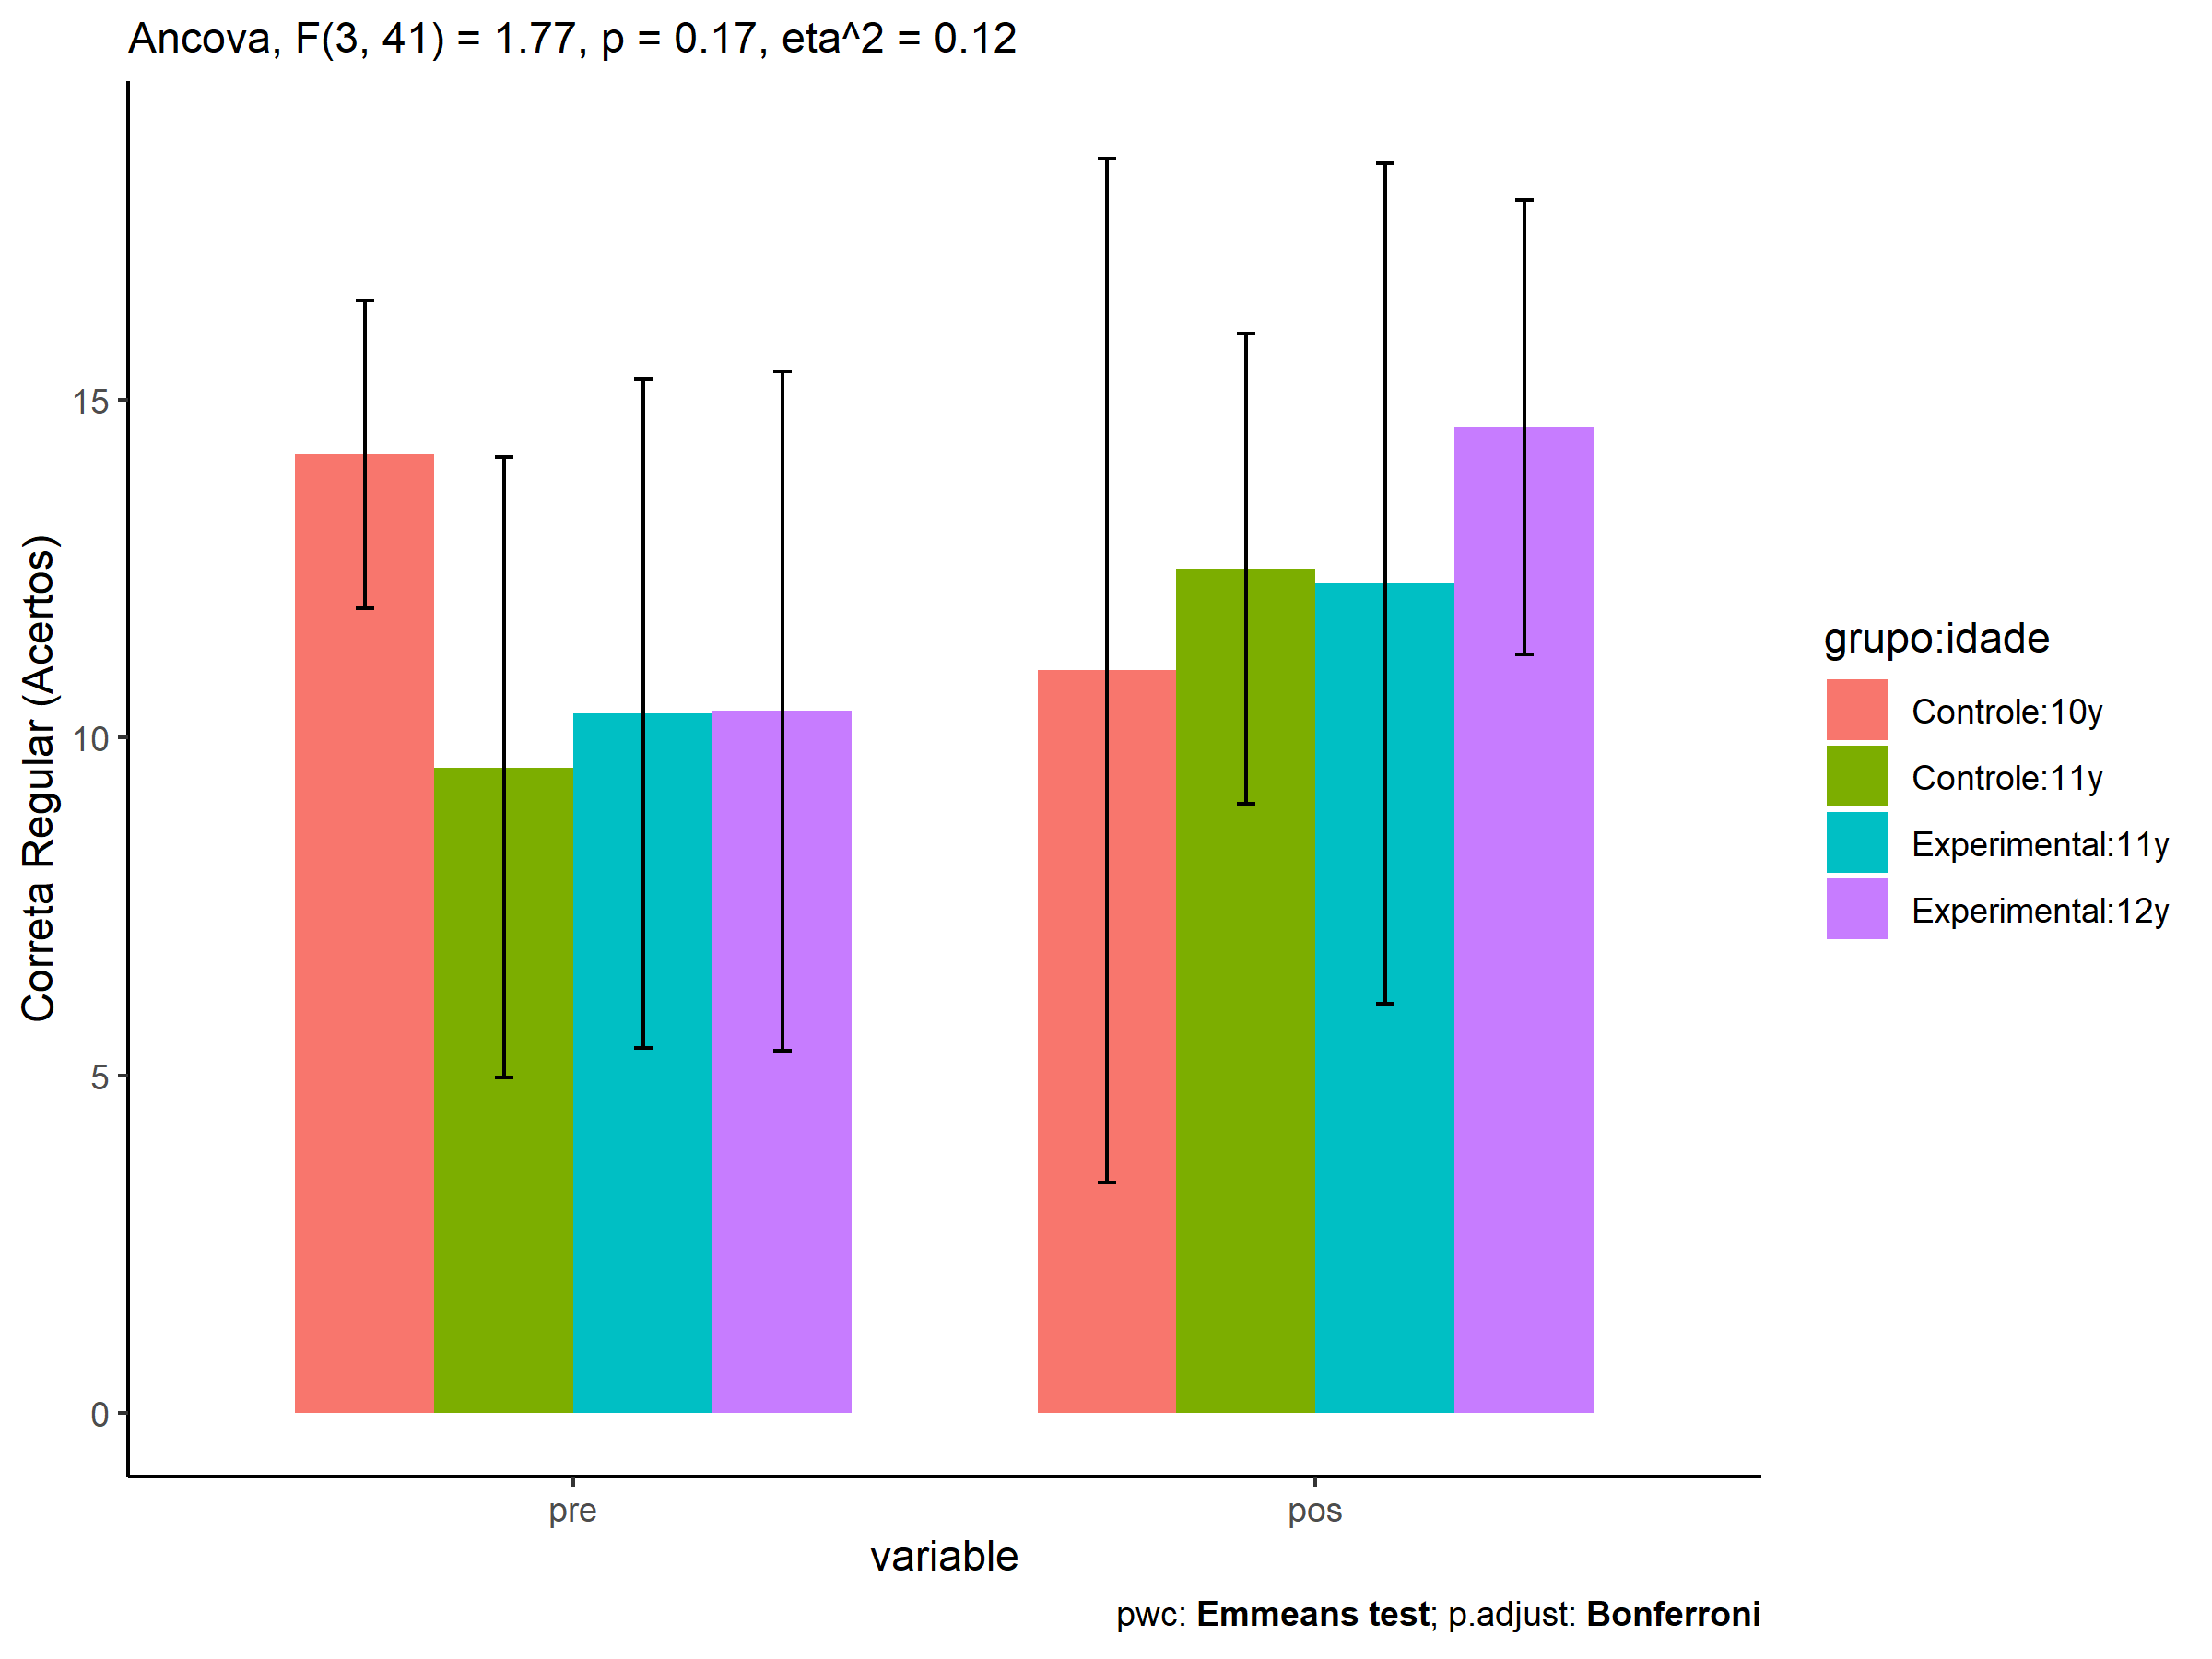 Ancova, F(3, 41) = 1.77, p = 0.17, eta^2 = 0.12
Correta Regular (Acertos)
15
10
5
0
pre
pos
variable
grupo:idade
Controle:10y
Controle:11y
Experimental:11y
Experimental:12y
pwc: Emmeans test; p.adjust: Bonferroni